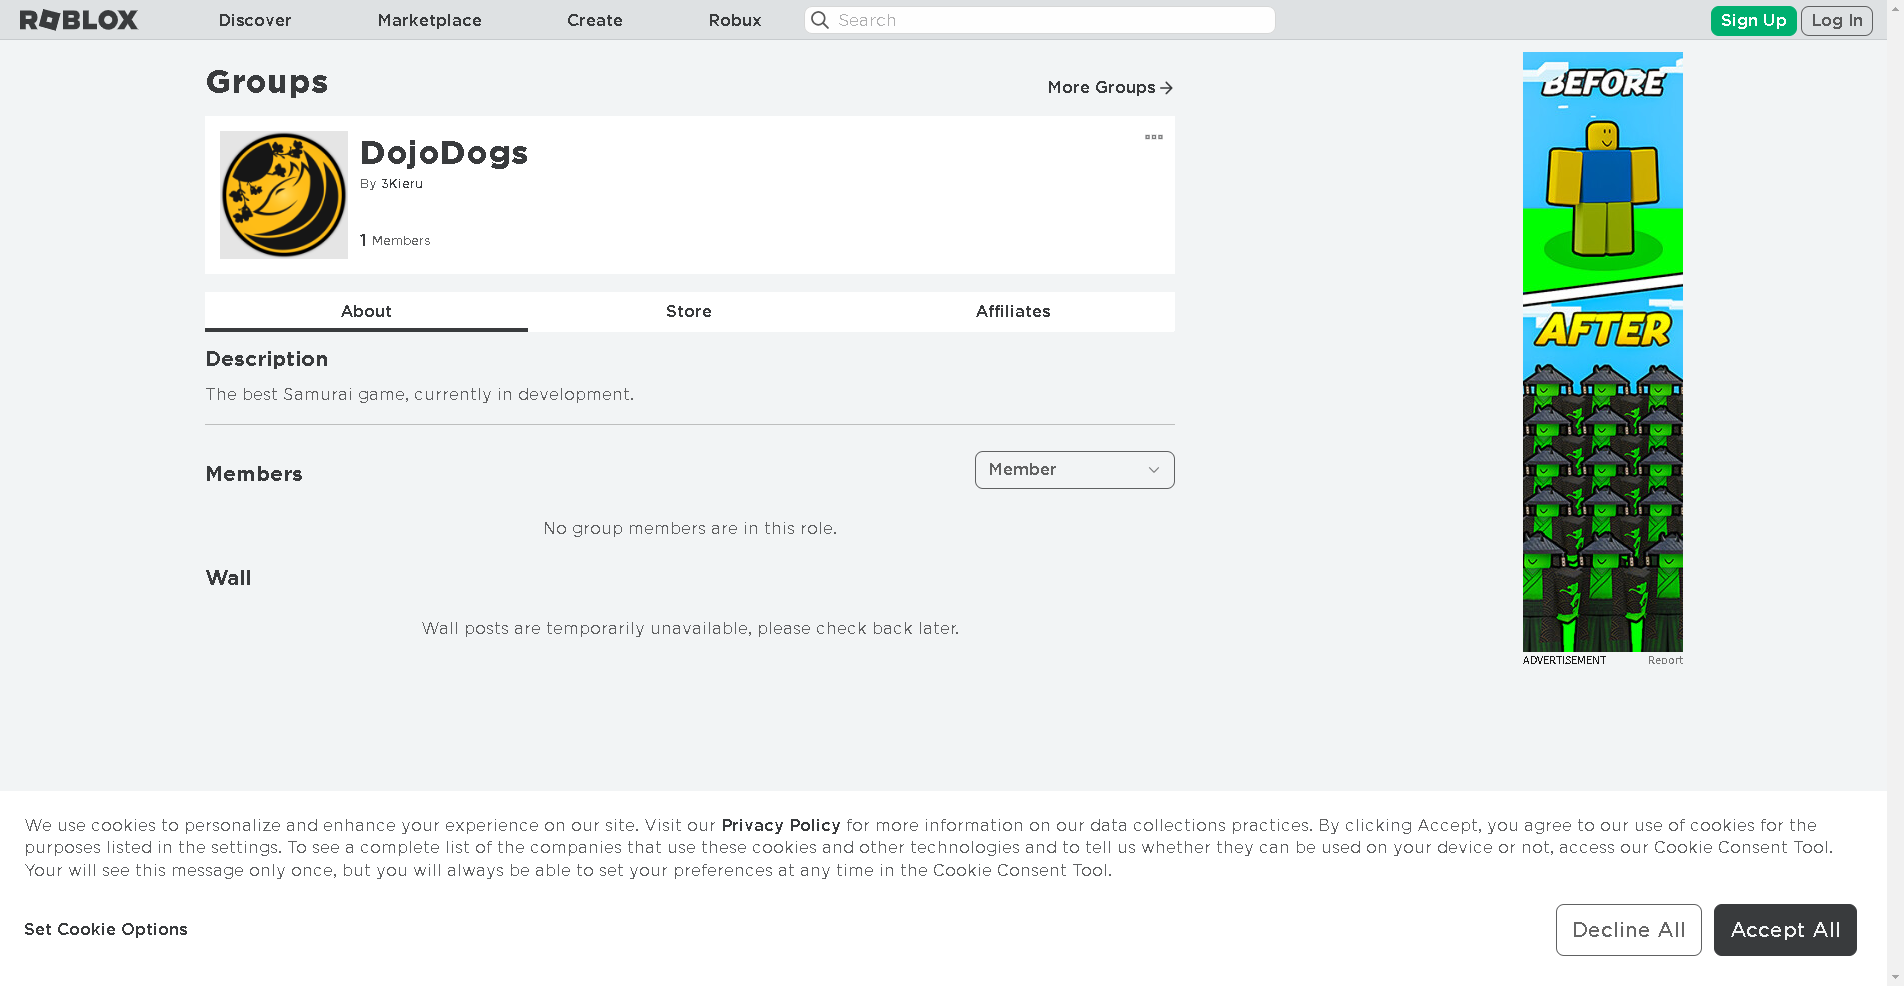 ROBLOX
Discover
Marketplace
Create
Robux
Search
Sign Up
Log In
Groups
More Groups
DojoDogs
By 3Kieru
1 Members
About
Store
Affiliates
Description
The best Samurai game, currently in development.
Members
Member
No group members are in this role.
Wall
Wall posts are temporarily unavailable, please check back later.
BEFORE
AFTER
ADVERTISEMENT
Report
We use cookies to personalize and enhance your experience on our site. Visit our Privacy Policy for more information on our data collections practices. By clicking Accept, you agree to our use of cookies for the
purposes listed in the settings. To see a complete list of the companies that use these cookies and other technologies and to tell us whether they can be used on your device or not, access our Cookie Consent Tool.
Your will see this message only once, but you will always be able to set your preferences at any time in the Cookie Consent Tool.
Set Cookie Options
Decline All
Accept All